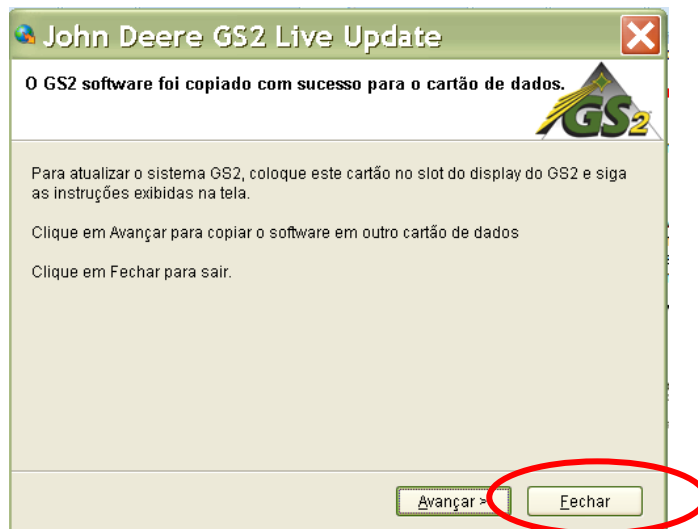 John Deere GS2 Live Update
O GS2 software foi copiado com sucesso para o cartão de dados.
GS2
Para atualizar o sistema GS2, coloque este cartão no slot do display do GS2 e siga
as instruções exibidas na tela.
Clique em Avançar para copiar o software em outro cartão de dados
Clique em Fechar para sair.
Avançar >
Fechar